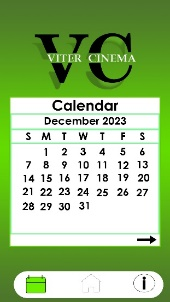 VC
VITER CINEMA
Calendar
December 2023
S M T W T F S
1 2 3 4 5 6
7 8 9 10 11 12 13
14 15 16 17 18 19 20
21 22 23 24 25 26 27
28 29 30 31
i